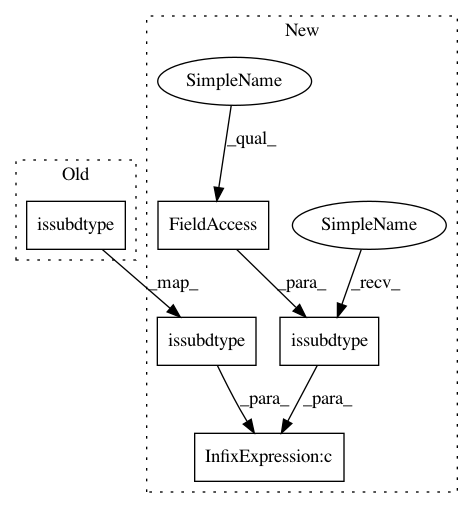 New
SimpleName
_qual_
Old
issubdtype
FieldAccess
SimpleName
_map_
_para_
_recv_
issubdtype
issubdtype
_para_
_para_
InfixExpression:c